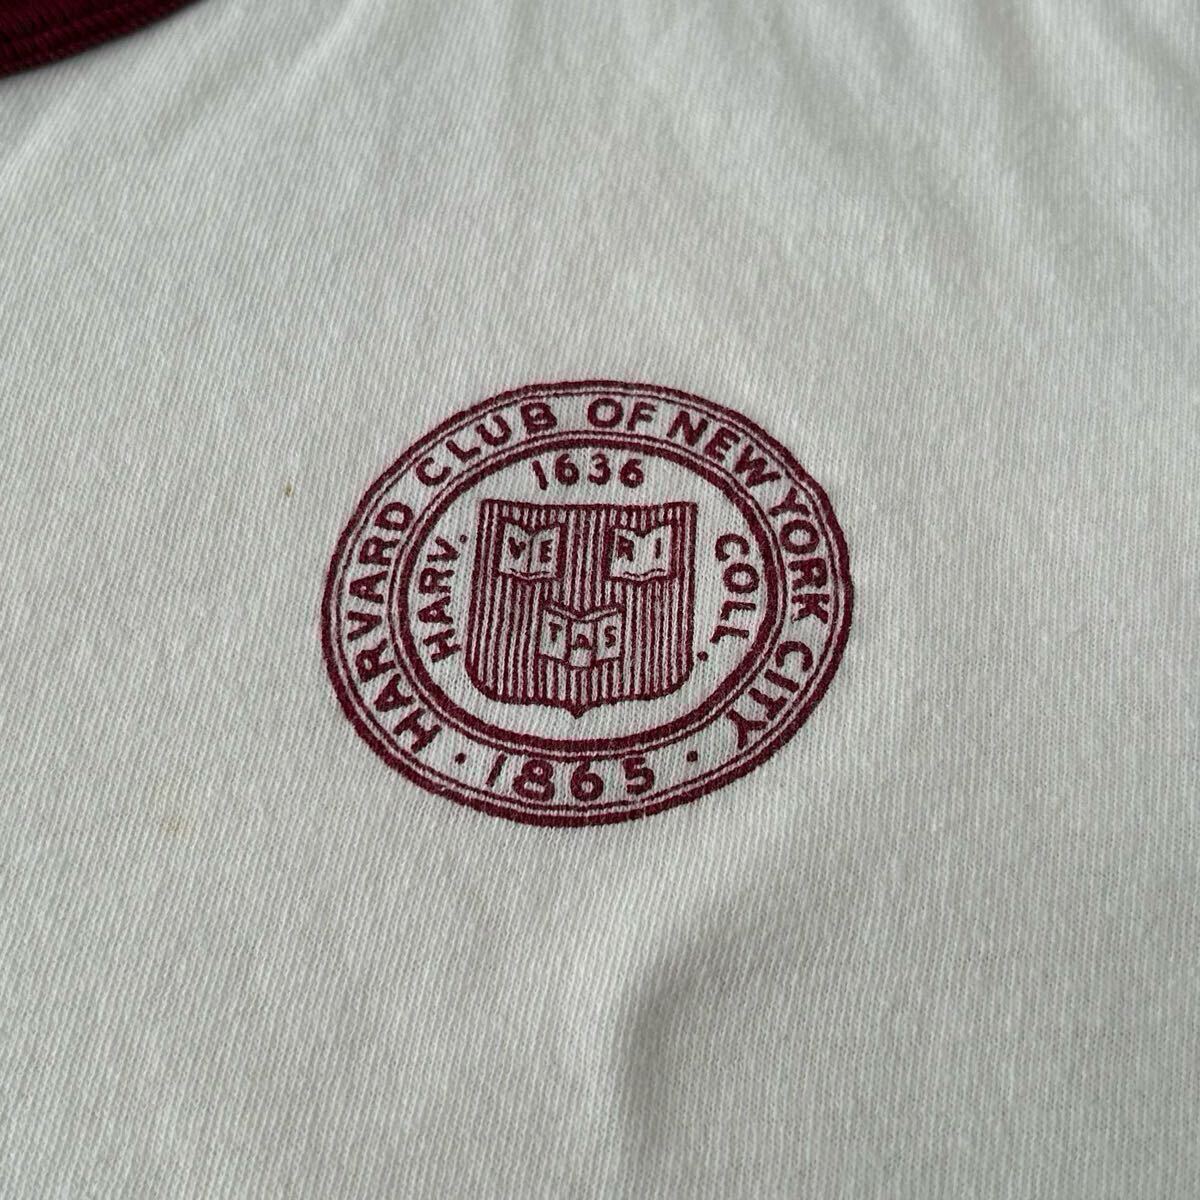 HARVARD CLUB OF NEW YORK CITY
· 1865 ·
1636
HARV.
COLL.
VE RI
TAS